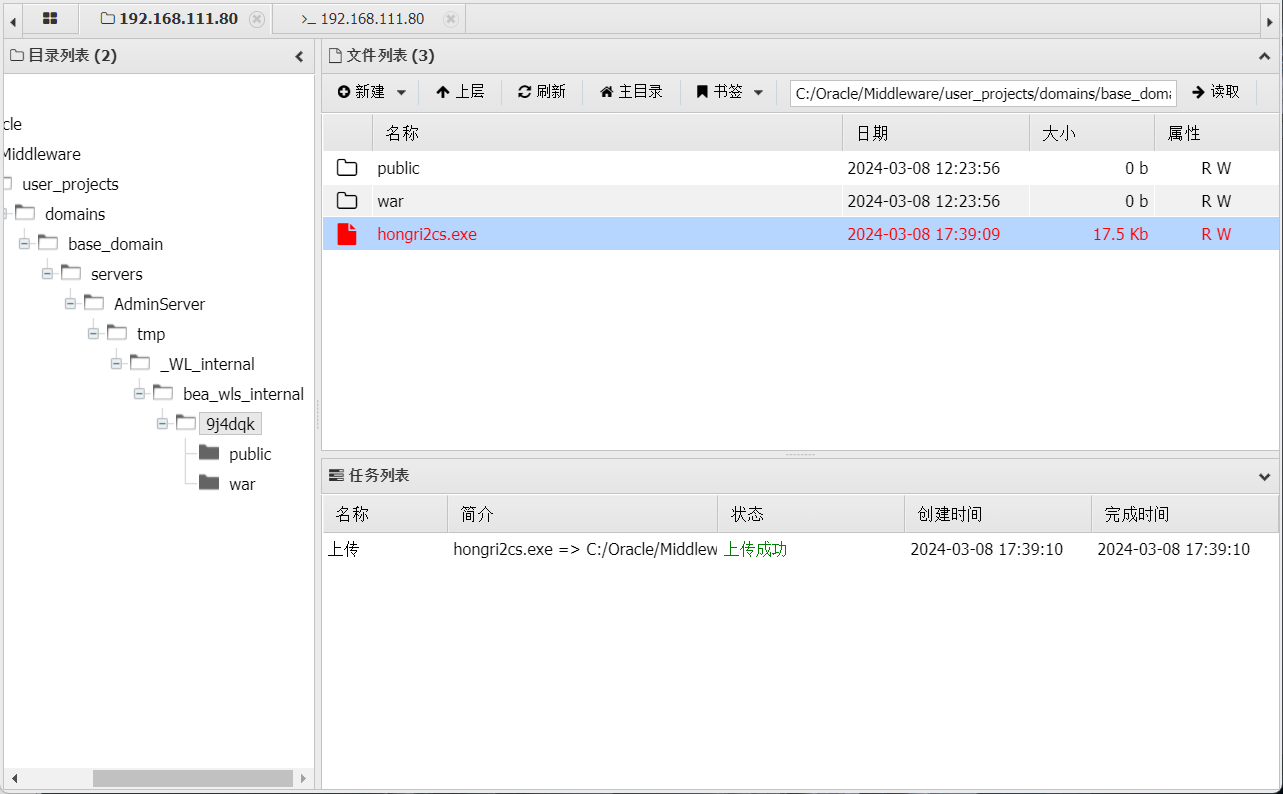 192.168.111.80
>_ 192.168.111.80
目录列表 (2)
cle
Middleware
user_projects
domains
base_domain
servers
AdminServer
tmp
_WL_internal
bea_wls_internal
9j4dqk
public
war
文件列表 (3)
新建 上层 刷新 主目录 书签 C:/Oracle/Middleware/user_projects/domains/base_doma 读取
名称 日期 大小 属性
public 2024-03-08 12:23:56 0 b R W
war 2024-03-08 12:23:56 0 b R W
hongri2cs.exe 2024-03-08 17:39:09 17.5 Kb R W
任务列表
名称 简介 状态 创建时间 完成时间
上传 hongri2cs.exe => C:/Oracle/Middlew 上传成功 2024-03-08 17:39:10 2024-03-08 17:39:10